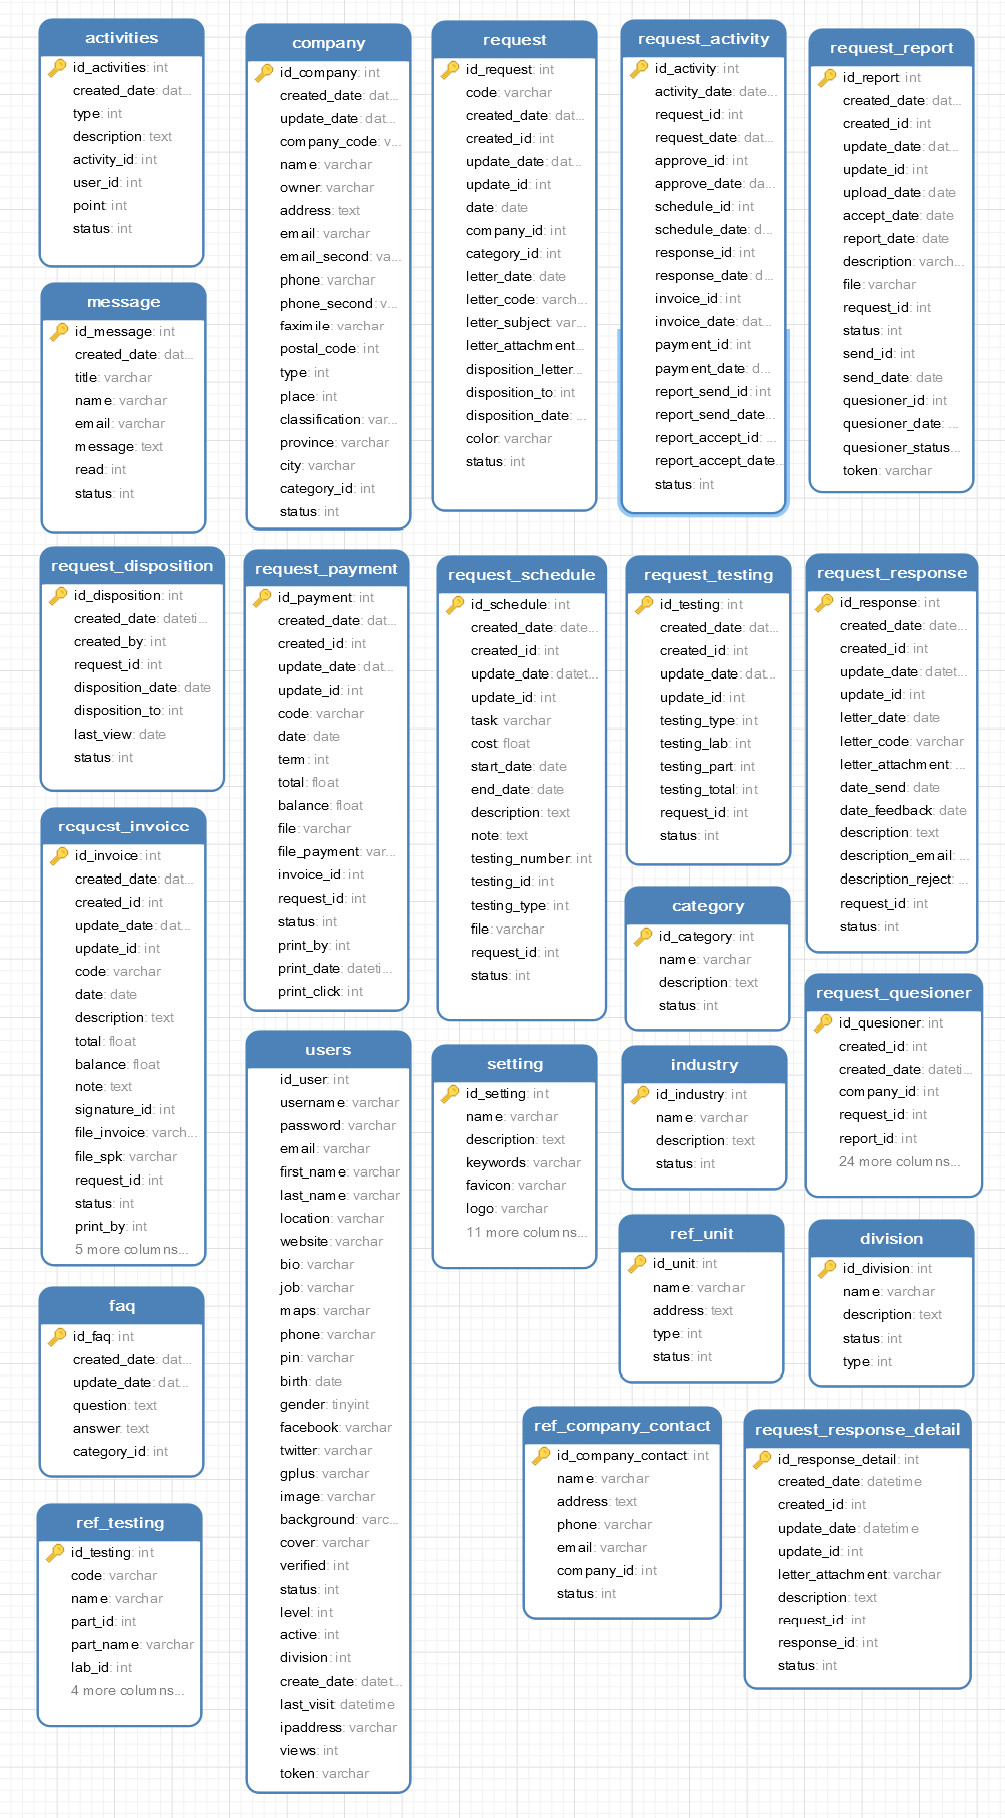 activities
id_activities: int
created_date: dat...
type: int
description: text
activity_id: int
user_id: int
point: int
status: int
company
id_company: int
created_date: dat...
update_date: dat...
company_code: v...
name: varchar
owner: varchar
address: text
email: varchar
email_second: va...
phone: varchar
phone_second: v...
faximile: varchar
postal_code: int
type: int
place: int
classification: var...
province: varchar
city: varchar
category_id: int
status: int
request
id_request: int
code: varchar
created_date: dat...
created_id: int
update_date: dat...
update_id: int
date: date
company_id: int
category_id: int
letter_date: date
letter_code: varch...
letter_subject: var...
letter_attachment...
disposition_letter...
disposition_to: int
disposition_date: ...
color: varchar
status: int
request_activity
id_activity: int
activity_date: date...
request_id: int
request_date: dat...
approve_id: int
approve_date: da...
schedule_id: int
schedule_date: d...
response_id: int
response_date: d...
invoice_id: int
invoice_date: dat...
payment_id: int
payment_date: d...
report_send_id: int
report_send_date...
report_accept_id: ...
report_accept_date...
status: int
request_report
id_report: int
created_date: dat...
created_id: int
update_date: dat...
update_id: int
upload_date: date
accept_date: date
report_date: date
description: varch...
file: varchar
request_id: int
status: int
send_id: int
send_date: date
quesioner_id: int
quesioner_date: ...
quesioner_status...
token: varchar
message
id_message: int
created_date: dat...
title: varchar
name: varchar
email: varchar
message: text
read: int
status: int
request_disposition
id_disposition: int
created_date: dateti...
created_by: int
request_id: int
disposition_date: date
disposition_to: int
last_view: date
status: int
request_payment
id_payment: int
created_date: dat...
created_id: int
update_date: dat...
update_id: int
code: varchar
date: date
term: int
total: float
balance: float
file: varchar
file_payment: var...
invoice_id: int
request_id: int
status: int
print_by: int
print_date: dateti...
print_click: int
request_schedule
id_schedule: int
created_date: date...
created_id: int
update_date: datet...
update_id: int
task: varchar
cost: float
start_date: date
end_date: date
description: text
note: text
testing_number: int
testing_id: int
testing_type: int
file: varchar
request_id: int
status: int
request_testing
id_testing: int
created_date: dat...
created_id: int
update_date: dat...
update_id: int
testing_type: int
testing_lab: int
testing_part: int
testing_total: int
request_id: int
status: int
request_response
id_response: int
created_date: date...
created_id: int
update_date: datet...
update_id: int
letter_date: date
letter_code: varchar
letter_attachment: ...
date_send: date
date_feedback: date
description: text
description_email: ...
description_reject: ...
request_id: int
status: int
request_invoice
id_invoice: int
created_date: dat...
created_id: int
update_date: dat...
update_id: int
code: varchar
date: date
description: text
total: float
balance: float
note: text
signature_id: int
file_invoice: varch...
file_spk: varchar
request_id: int
status: int
print_by: int
5 more columns...
category
id_category: int
name: varchar
description: text
status: int
request_quesioner
id_quesioner: int
created_id: int
created_date: dateti...
company_id: int
request_id: int
report_id: int
24 more columns...
users
id_user: int
username: varchar
password: varchar
email: varchar
first_name: varchar
last_name: varchar
location: varchar
website: varchar
bio: varchar
job: varchar
maps: varchar
phone: varchar
pin: varchar
birth: date
gender: tinyint
facebook: varchar
twitter: varchar
gplus: varchar
image: varchar
background: varc...
cover: varchar
verified: int
status: int
level: int
active: int
division: int
create_date: datet...
last_visit: datetime
ipaddress: varchar
views: int
token: varchar
setting
id_setting: int
name: varchar
description: text
keywords: varchar
favicon: varchar
logo: varchar
11 more columns...
industry
id_industry: int
name: varchar
description: text
status: int
ref_unit
id_unit: int
name: varchar
address: text
type: int
status: int
division
id_division: int
name: varchar
description: text
status: int
type: int
faq
id_faq: int
created_date: dat...
update_date: dat...
question: text
answer: text
category_id: int
ref_company_contact
id_company_contact: int
name: varchar
address: text
phone: varchar
email: varchar
company_id: int
status: int
request_response_detail
id_response_detail: int
created_date: datetime
created_id: int
update_date: datetime
update_id: int
letter_attachment: varchar
description: text
request_id: int
response_id: int
status: int
ref_testing
id_testing: int
code: varchar
name: varchar
part_id: int
part_name: varchar
lab_id: int
4 more columns...